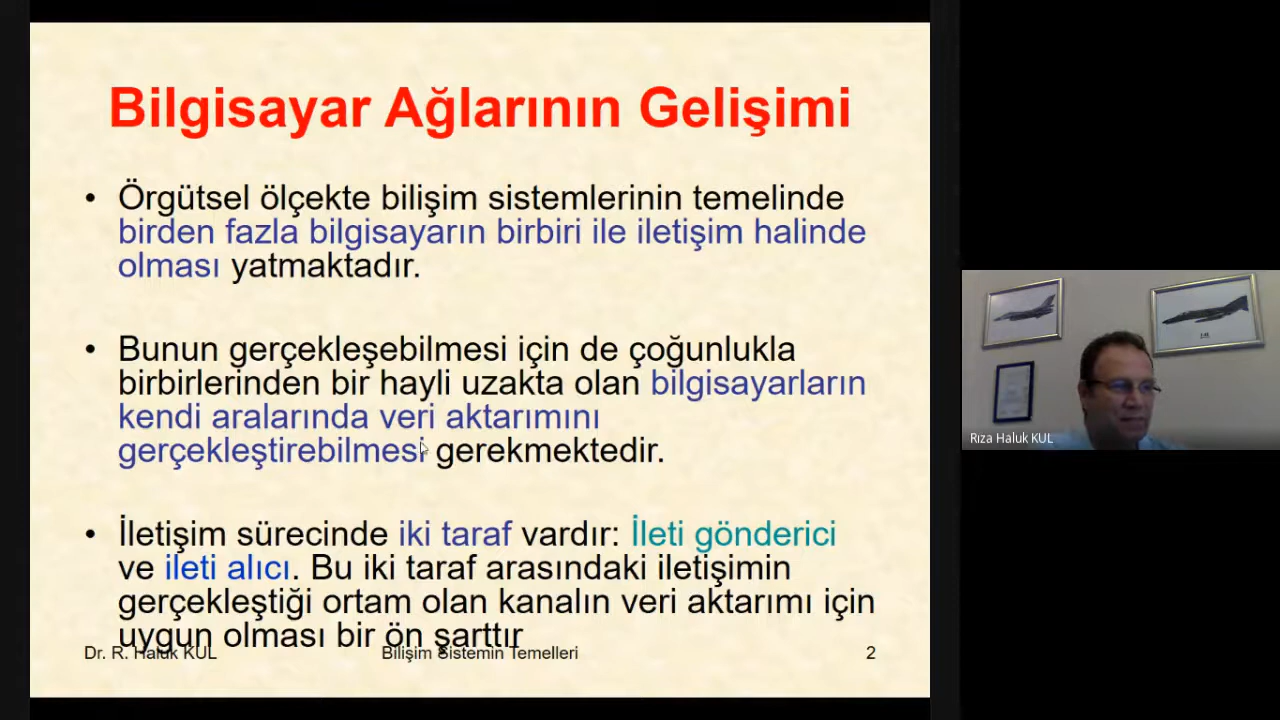 Bilgisayar Ağlarının Gelişimi
• Örgütsel ölçekte bilişim sistemlerinin temelinde
birden fazla bilgisayarın birbiri ile iletişim halinde
olması yatmaktadır.
• Bunun gerçekleşebilmesi için de çoğunlukla
birbirlerinden bir hayli uzakta olan bilgisayarların
kendi aralarında veri aktarımını
gerçekleştirebilmesi gerekmektedir.
• İletişim sürecinde iki taraf vardır: İleti gönderici
ve ileti alıcı. Bu iki taraf arasındaki iletişimin
gerçekleştiği ortam olan kanalın veri aktarımı için
uygun olması bir ön şarttır
Dr. R. Haluk KUL Bilişim Sistemin Temelleri 2
Rıza Haluk KUL